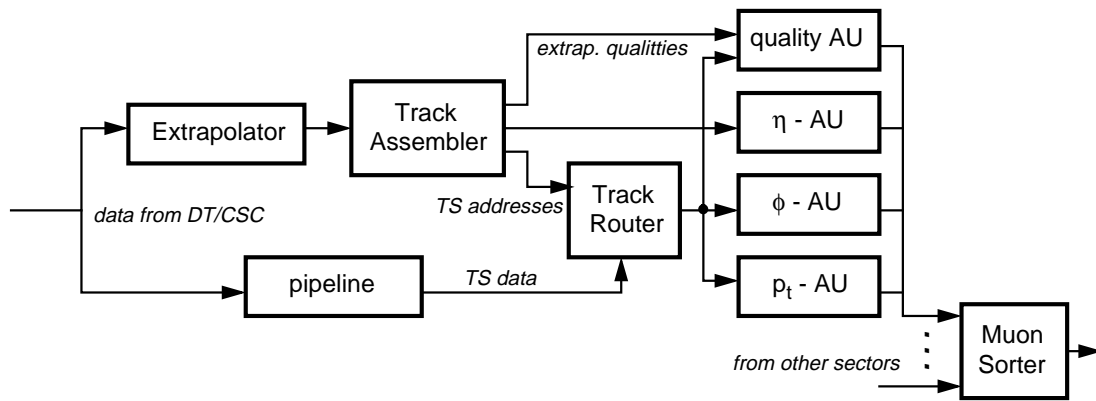 extrap. qualitties
quality AU
Extrapolator
Track
Assembler
η - AU
data from DT/CSC
TS addresses
Track
Router
ϕ - AU
pipeline
TS data
pt - AU
from other sectors
Muon
Sorter